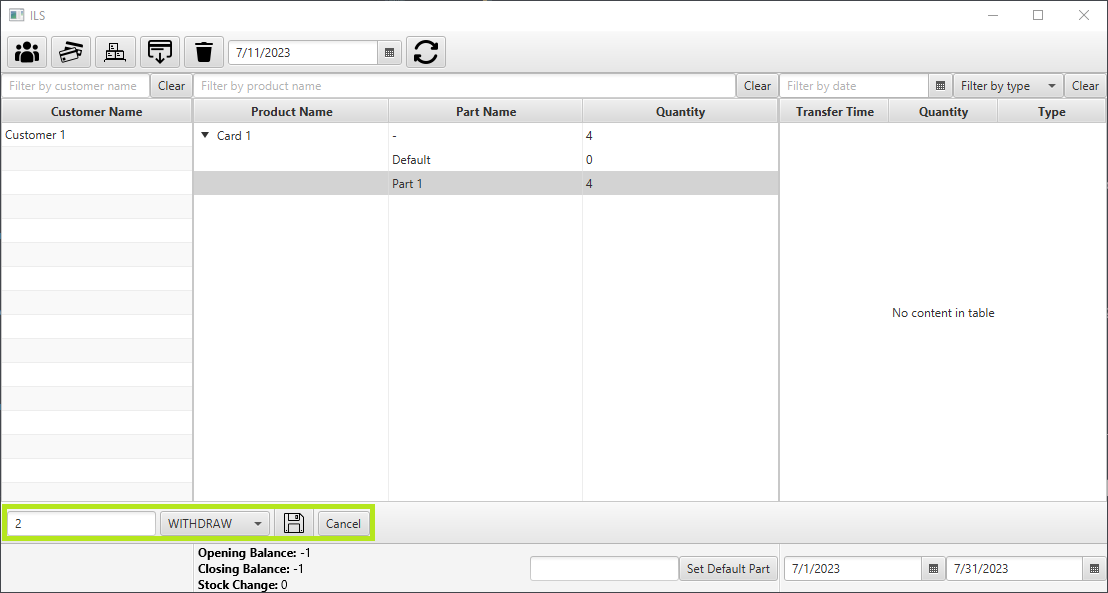 ILS
7/11/2023
Filter by customer name Clear Filter by product name Clear Filter by date Filter by type Clear
Customer Name Product Name Part Name Quantity Transfer Time Quantity Type
Customer 1 Card 1 - 4
Default 0
Part 1 4
No content in table
2 WITHDRAW Cancel
Opening Balance: -1
Closing Balance: -1
Stock Change: 0
Set Default Part 7/1/2023 7/31/2023